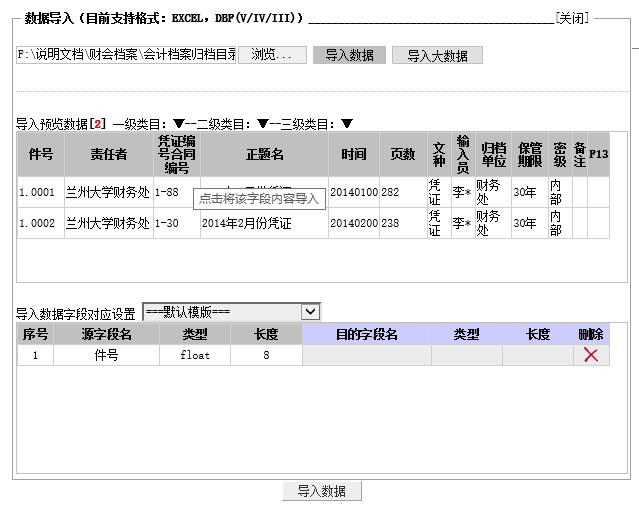 数据导入（目前支持格式：EXCEL，DBF(V/IV/III)）[关闭]
F:\说明文档\财会档案\会计档案归档目录 浏览... 导入数据 导入大数据
导入预览数据[2] 一级类目：▼--二级类目：▼--三级类目：▼
件号 责任者 凭证编号合同编号 正题名 时间 页数 文种 输入员 归档单位 保管期限 密级 备注 F13
1.0001 兰州大学财务处 1-88 20140100 282 凭证 李* 财务处 30年 内部
点击将该字段内容导入
1.0002 兰州大学财务处 1-30 2014年2月份凭证 20140200 238 凭证 李* 财务处 30年 内部
导入数据字段对应设置 ===默认模版===
序号 源字段名 类型 长度 目的字段名 类型 长度 删除
1 件号 float 8
导入数据